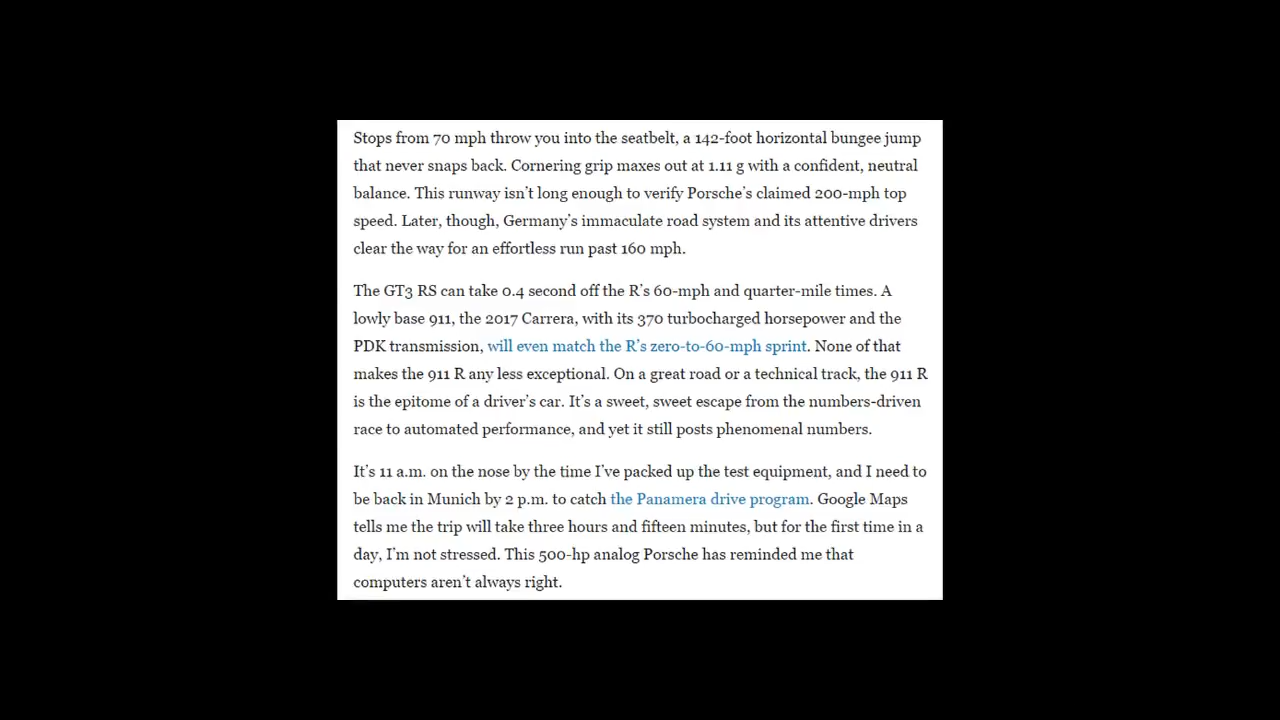 Stops from 70 mph throw you into the seatbelt, a 142-foot horizontal bungee jump
that never snaps back. Cornering grip maxes out at 1.11 g with a confident, neutral
balance. This runway isn’t long enough to verify Porsche’s claimed 200-mph top
speed. Later, though, Germany’s immaculate road system and its attentive drivers
clear the way for an effortless run past 160 mph.
The GT3 RS can take 0.4 second off the R’s 60-mph and quarter-mile times. A
lowly base 911, the 2017 Carrera, with its 370 turbocharged horsepower and the
PDK transmission, will even match the R’s zero-to-60-mph sprint. None of that
makes the 911 R any less exceptional. On a great road or a technical track, the 911 R
is the epitome of a driver’s car. It’s a sweet, sweet escape from the numbers-driven
race to automated performance, and yet it still posts phenomenal numbers.
It’s 11 a.m. on the nose by the time I’ve packed up the test equipment, and I need to
be back in Munich by 2 p.m. to catch the Panamera drive program. Google Maps
tells me the trip will take three hours and fifteen minutes, but for the first time in a
day, I’m not stressed. This 500-hp analog Porsche has reminded me that
computers aren’t always right.